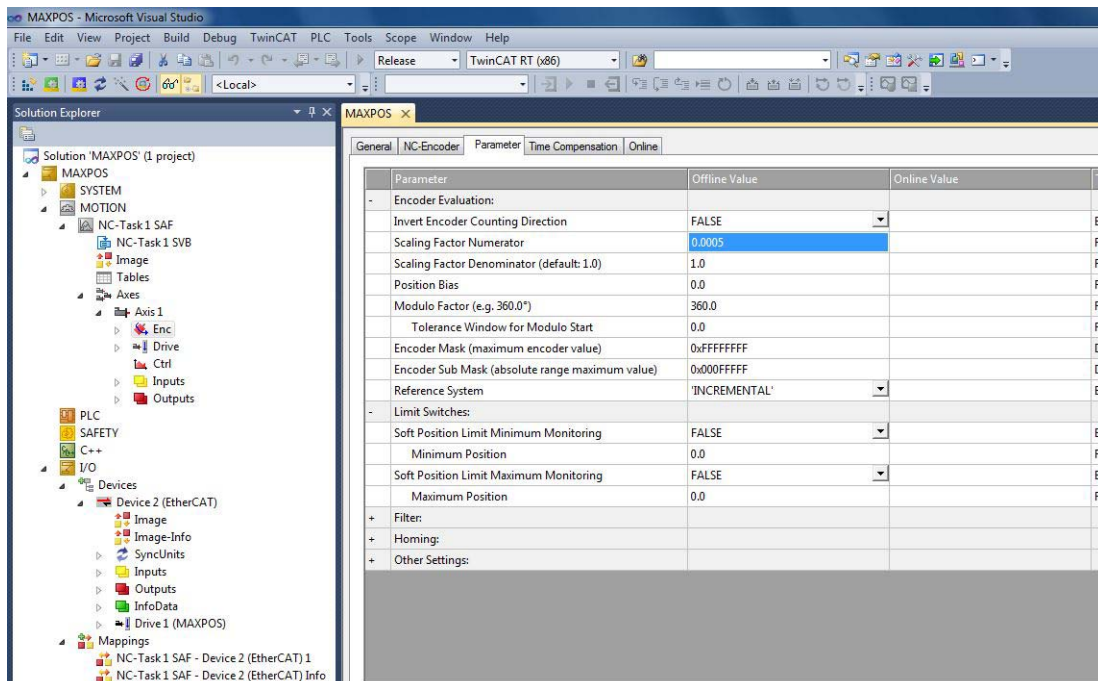 MAXPOS - Microsoft Visual Studio
File Edit View Project Build Debug TwinCAT PLC Tools Scope Window Help
Release TwinCAT RT (x86)
<Local>
Solution Explorer
Solution 'MAXPOS' (1 project)
MAXPOS
SYSTEM
MOTION
NC-Task 1 SAF
NC-Task 1 SVB
Image
Tables
Axes
Axis 1
Enc
Drive
Ctrl
Inputs
Outputs
PLC
SAFETY
C++
I/O
Devices
Device 2 (EtherCAT)
Image
Image-Info
SyncUnits
Inputs
Outputs
InfoData
Drive 1 (MAXPOS)
Mappings
NC-Task 1 SAF - Device 2 (EtherCAT) 1
NC-Task 1 SAF - Device 2 (EtherCAT) Info
MAXPOS
General NC-Encoder Parameter Time Compensation Online
Parameter Offline Value Online Value
- Encoder Evaluation:
Invert Encoder Counting Direction FALSE
Scaling Factor Numerator 0.0005
Scaling Factor Denominator (default: 1.0) 1.0
Position Bias 0.0
Modulo Factor (e.g. 360.0°) 360.0
Tolerance Window for Modulo Start 0.0
Encoder Mask (maximum encoder value) 0xFFFFFFFF
Encoder Sub Mask (absolute range maximum value) 0x000FFFFF
Reference System 'INCREMENTAL'
- Limit Switches:
Soft Position Limit Minimum Monitoring FALSE
Minimum Position 0.0
Soft Position Limit Maximum Monitoring FALSE
Maximum Position 0.0
+ Filter:
+ Homing:
+ Other Settings: